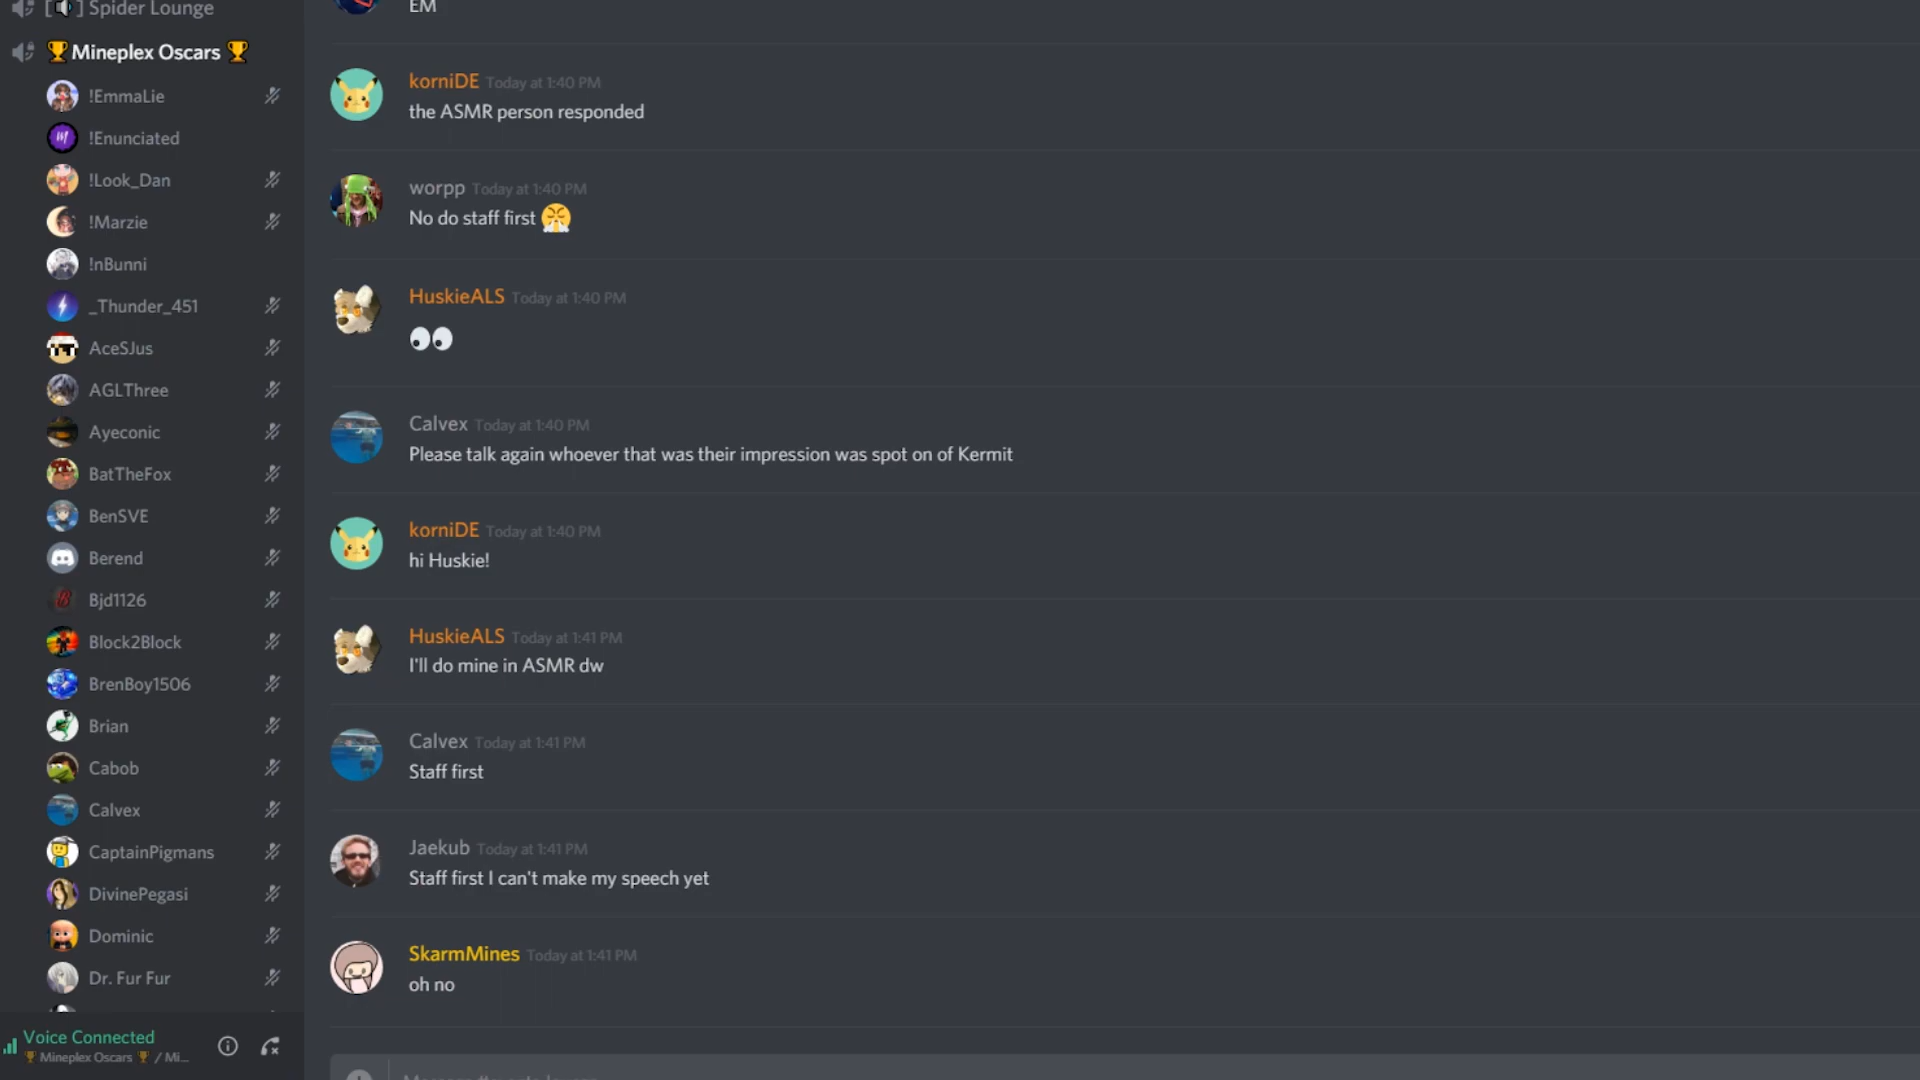 Spider Lounge
🏆 Mineplex Oscars 🏆
!EmmaLie
!Enunciated
!Look_Dan
!Marzie
!nBunni
_Thunder_451
AceSJus
AGLThree
Ayeconic
BatTheFox
BenSVE
Berend
Bjd1126
Block2Block
BrenBoy1506
Brian
Cabob
Calvex
CaptainPigmans
DivinePegasi
Dominic
Dr. Fur Fur
Voice Connected
🏆 Mineplex Oscars 🏆 / Mi...
EM
korniDE Today at 1:40 PM
the ASMR person responded
worpp Today at 1:40 PM
No do staff first 😤
HuskieALS Today at 1:40 PM
👀
Calvex Today at 1:40 PM
Please talk again whoever that was their impression was spot on of Kermit
korniDE Today at 1:40 PM
hi Huskie!
HuskieALS Today at 1:41 PM
I'll do mine in ASMR dw
Calvex Today at 1:41 PM
Staff first
Jaekub Today at 1:41 PM
Staff first I can't make my speech yet
SkarmMines Today at 1:41 PM
oh no